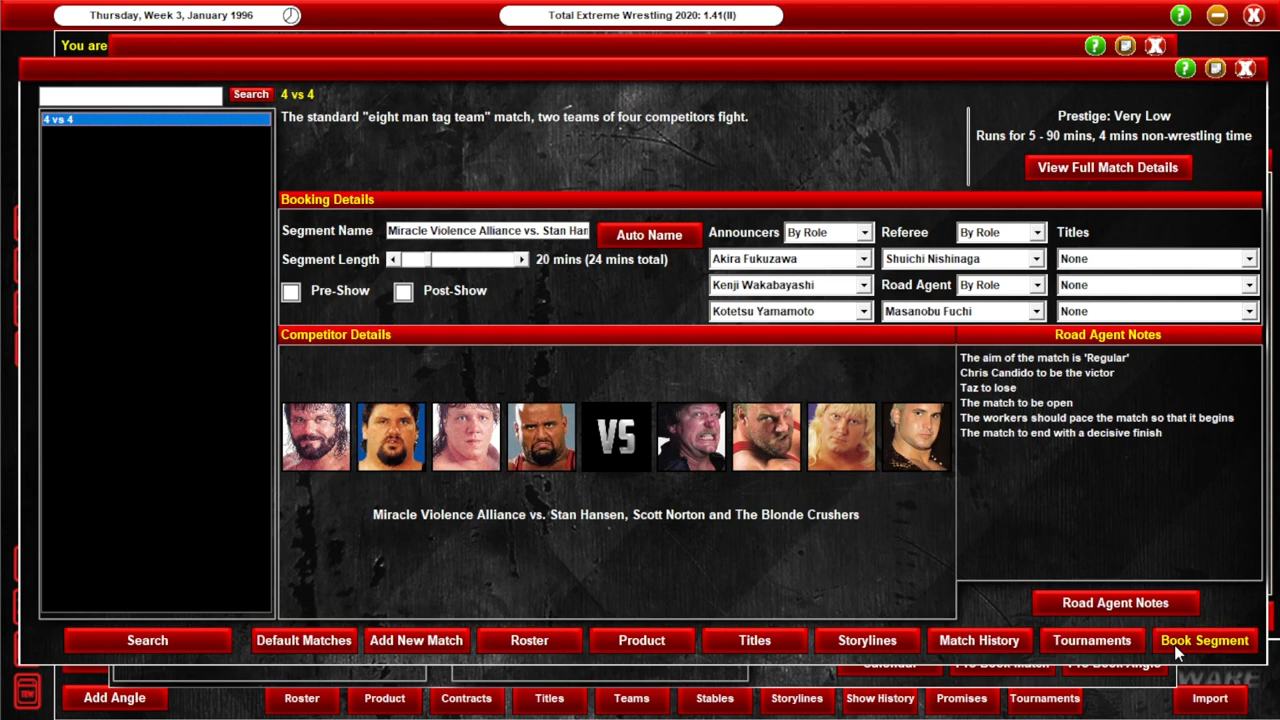 Thursday, Week 3, January 1996
Total Extreme Wrestling 2020: 1.41(II)
You are
Search
4 vs 4
4 vs 4
The standard "eight man tag team" match, two teams of four competitors fight.
Prestige: Very Low
Runs for 5 - 90 mins, 4 mins non-wrestling time
View Full Match Details
Booking Details
Segment Name
Miracle Violence Alliance vs. Stan Han
Auto Name
Announcers
By Role
Referee
By Role
Titles
Segment Length
20 mins (24 mins total)
Akira Fukuzawa
Shuichi Nishinaga
None
Pre-Show
Post-Show
Kenji Wakabayashi
Road Agent
By Role
None
Kotetsu Yamamoto
Masanobu Fuchi
None
Competitor Details
Road Agent Notes
The aim of the match is 'Regular'
Chris Candido to be the victor
Taz to lose
The match to be open
The workers should pace the match so that it begins
The match to end with a decisive finish
VS
Miracle Violence Alliance vs. Stan Hansen, Scott Norton and The Blonde Crushers
Road Agent Notes
Search
Default Matches
Add New Match
Roster
Product
Titles
Storylines
Match History
Tournaments
Book Segment
Add Angle
Roster
Product
Contracts
Titles
Teams
Stables
Storylines
Show History
Promises
Tournaments
Import